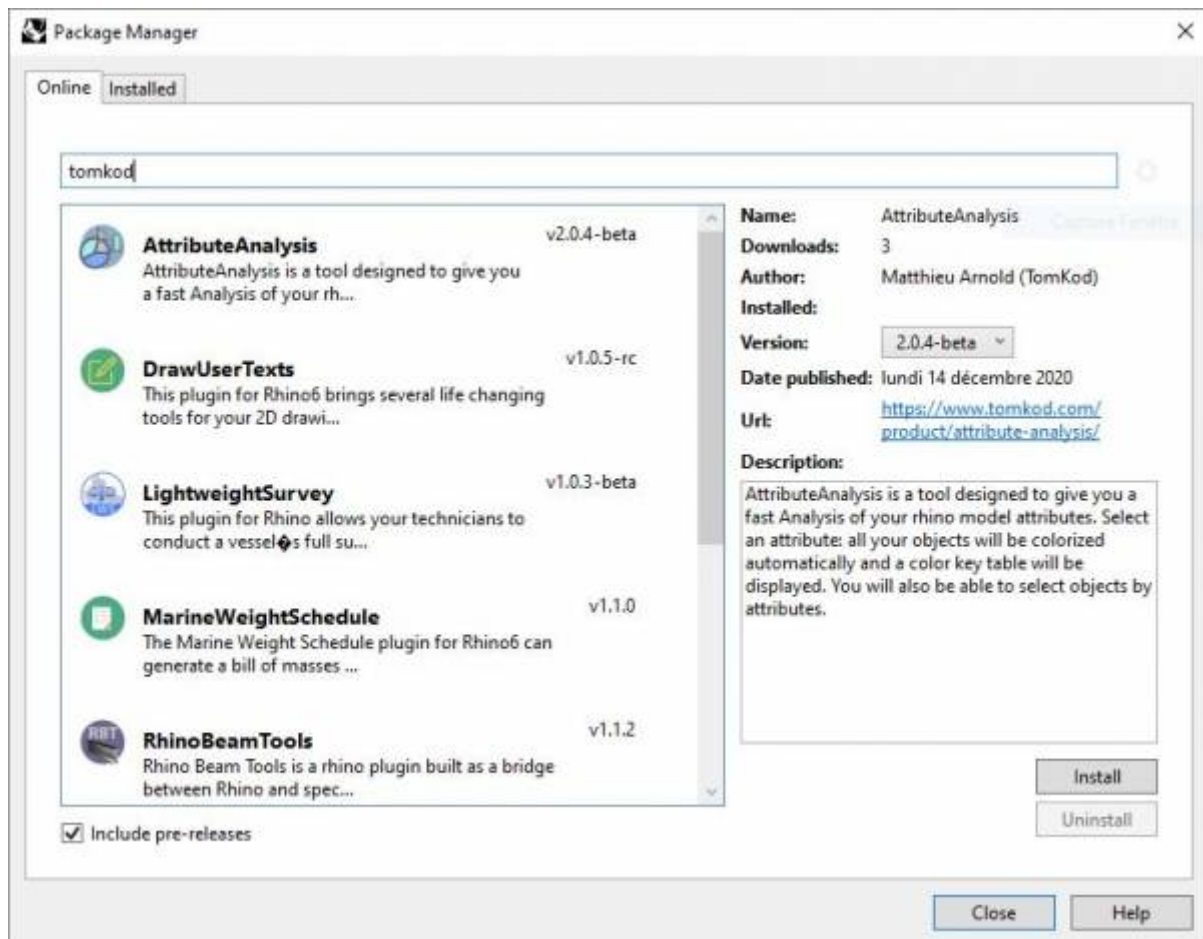 Package Manager
Online Installed
tomkod
AttributeAnalysis v2.0.4-beta
AttributeAnalysis is a tool designed to give you
a fast Analysis of your rh...
DrawUserTexts v1.0.5-rc
This plugin for Rhino6 brings several life changing
tools for your 2D drawi...
LightweightSurvey v1.0.3-beta
This plugin for Rhino allows your technicians to
conduct a vessel�s full su...
MarineWeightSchedule v1.1.0
The Marine Weight Schedule plugin for Rhino6 can
generate a bill of masses ...
RBT
RhinoBeamTools v1.1.2
Rhino Beam Tools is a rhino plugin built as a bridge
between Rhino and spec...
Include pre-releases
Name: AttributeAnalysis
Downloads: 3
Author: Matthieu Arnold (TomKod)
Installed:
Version: 2.0.4-beta
Date published: lundi 14 décembre 2020
Url: https://www.tomkod.com/
product/attribute-analysis/
Description:
AttributeAnalysis is a tool designed to give you a
fast Analysis of your rhino model attributes. Select
an attribute: all your objects will be colorized
automatically and a color key table will be
displayed. You will also be able to select objects by
attributes.
Install
Uninstall
Close Help